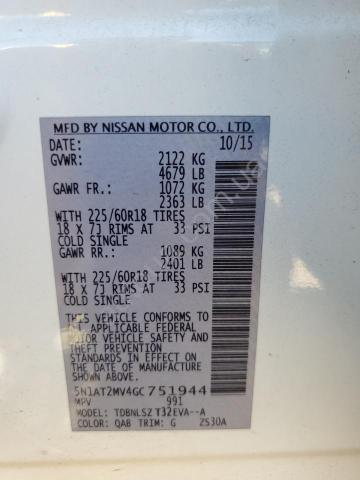 MFD BY NISSAN MOTOR CO., LTD.
DATE: 10/15
GVWR: 2122 KG
4679 LB
GAWR FR.: 1072 KG
2363 LB
WITH 225/60R18 TIRES
18 X 7J RIMS AT 33 PSI
COLD SINGLE
GAWR RR.: 1089 KG
2401 LB
WITH 225/60R18 TIRES
18 X 7J RIMS AT 33 PSI
COLD SINGLE
THIS VEHICLE CONFORMS TO
ALL APPLICABLE FEDERAL
MOTOR VEHICLE SAFETY
STANDARDS IN EFFECT ON
THE DATE OF MANUFACTURE
SHOWN ABOVE.
5N1AT2MV4GC751944
MPV 991
MODEL: TDBNLSZ T32EVA--A
COLOR: QAB TRIM: G ZS30A